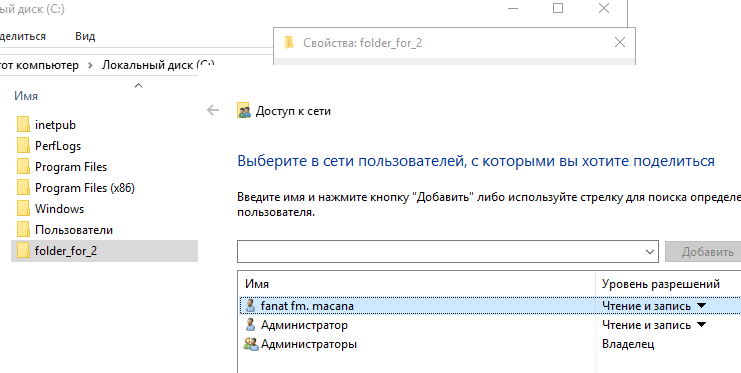 ый диск (C:)
делиться Вид
Свойства: folder_for_2
тот компьютер > Локальный диск (C:)
Имя
inetpub
PerfLogs
Program Files
Program Files (x86)
Windows
Пользователи
folder_for_2
Доступ к сети
Выберите в сети пользователей, с которыми вы хотите поделиться
Введите имя и нажмите кнопку "Добавить" либо используйте стрелку для поиска определе
пользователя.
Добавить
Имя Уровень разрешений
fanat fm. macana Чтение и запись
Администратор Чтение и запись
Администраторы Владелец